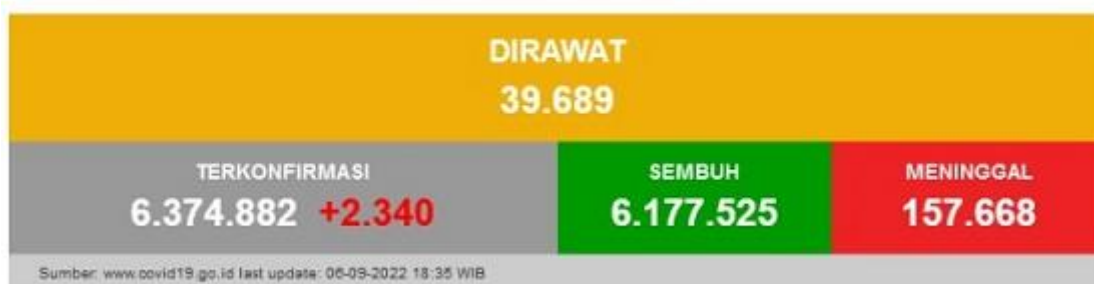 DIRAWAT
39.689
TERKONFIRMASI
6.374.882 +2.340
SEMBUH
6.177.525
MENINGGAL
157.668
Sumber: www.covid19.go.id last update: 06-09-2022 18:35 WIB